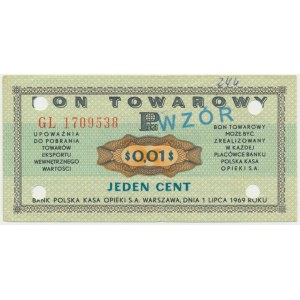 244
BON TOWAROWY
GL 1709538
WZÓR
UPOWAŻNIA
DO POBRANIA
TOWARÓW
EKSPORTU
WEWNĘTRZNEGO
WARTOŚCI
$0,01$
BON TOWAROWY
MOŻE BYĆ
ZREALIZOWANY
W KAŻDEJ
PLACÓWCE BANKU
POLSKA KASA
OPIEKI S.A.
JEDEN CENT
BANK POLSKA KASA OPIEKI S.A. WARSZAWA, DNIA 1 LIPCA 1969 ROKU